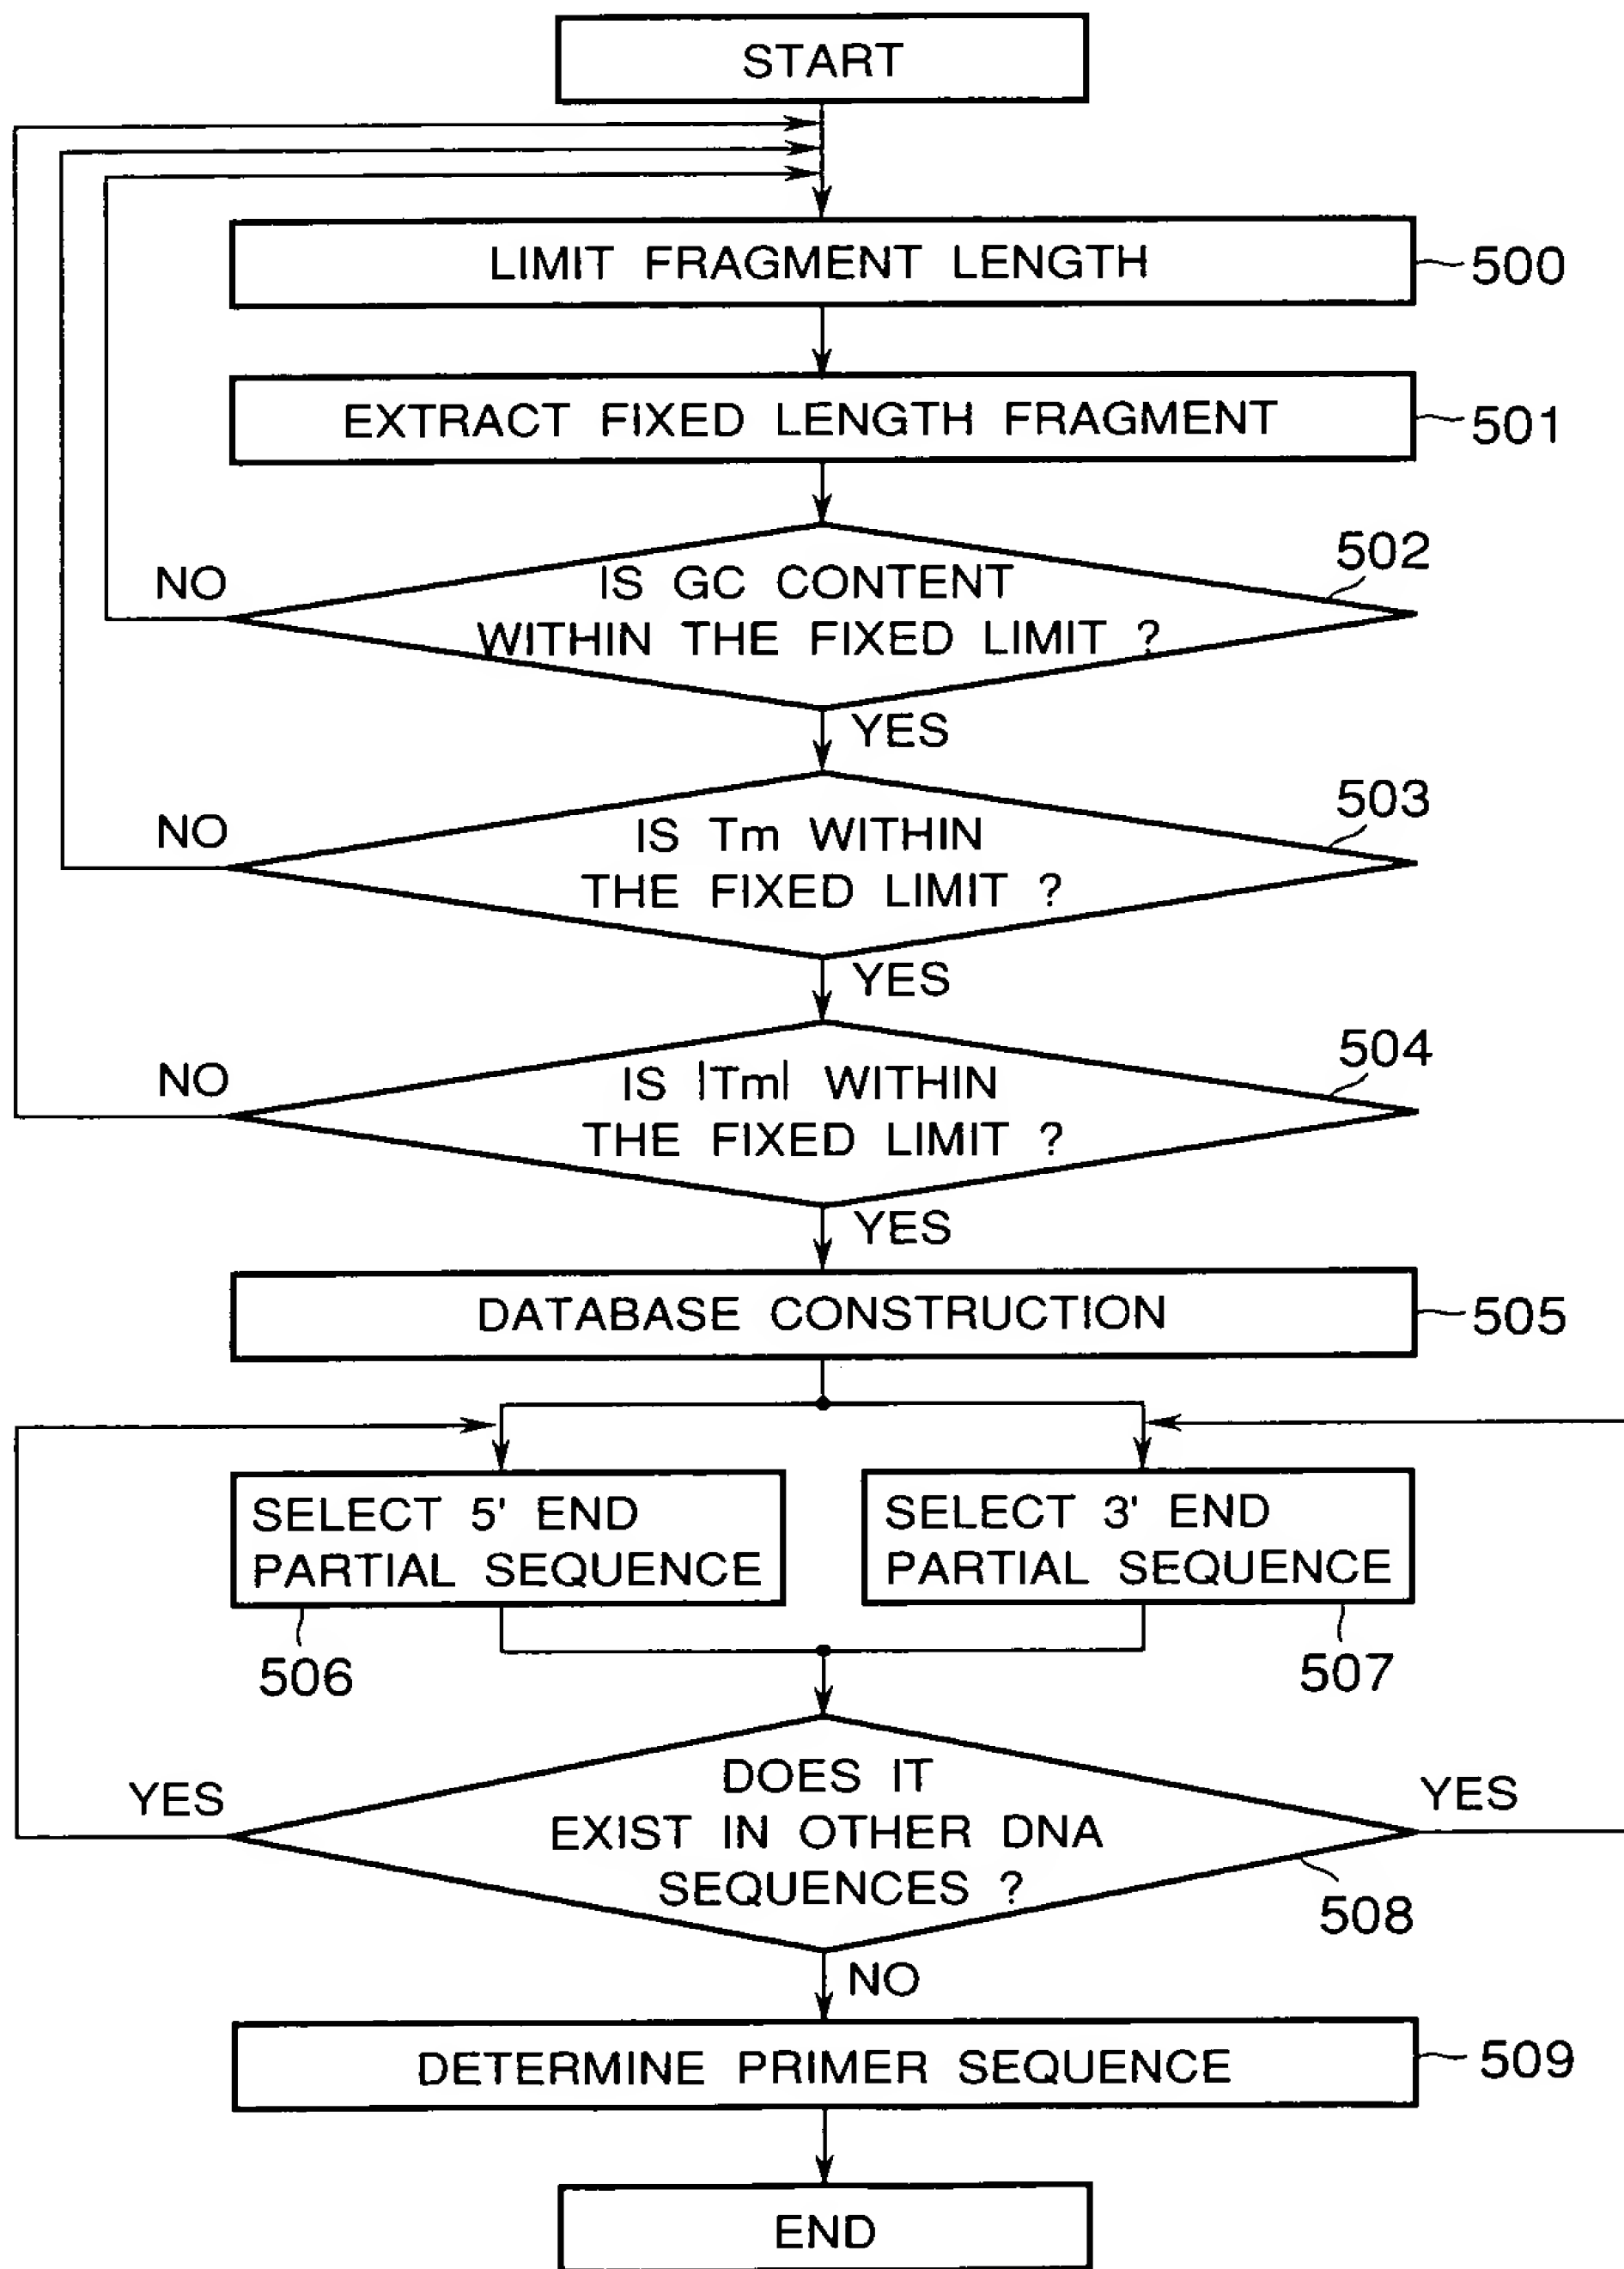 START
LIMIT FRAGMENT LENGTH
500
EXTRACT FIXED LENGTH FRAGMENT
501
502
NO
IS GC CONTENT
WITHIN THE FIXED LIMIT ?
YES
503
NO
IS Tm WITHIN
THE FIXED LIMIT ?
YES
504
NO
IS |Tm| WITHIN
THE FIXED LIMIT ?
YES
DATABASE CONSTRUCTION
505
SELECT 5' END
PARTIAL SEQUENCE
506
SELECT 3' END
PARTIAL SEQUENCE
507
YES
DOES IT
EXIST IN OTHER DNA
SEQUENCES ?
YES
508
NO
DETERMINE PRIMER SEQUENCE
509
END